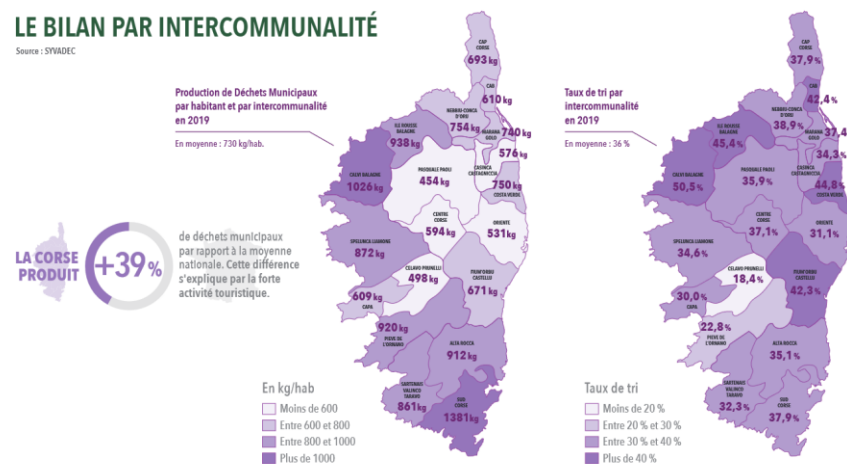 LE BILAN PAR INTERCOMMUNALITÉ
Source : SYVADEC
Production de Déchets Municipaux
par habitant et par intercommunalité
en 2019
En moyenne : 730 kg/hab.
CAP
CORSE
693 kg
CAB
610 kg
NEBBIU-CONCA
D'ORU
754 kg
MARANA
GOLO
740 kg
ILE ROUSSE
BALAGNE
938 kg
576 kg
CASINCA
CASTAGNICCIA
CALVI BALAGNE
1026 kg
PASQUALE PAOLI
454 kg
750 kg
COSTA VERDE
CENTRE
CORSE
594 kg
ORIENTE
531 kg
SPELUNCA LIAMONE
872 kg
CELAVO PRUNELLI
498 kg
FIUM'ORBU
CASTELLU
671 kg
609 kg
CAPA
920 kg
PIEVE DE
L'ORNANO
ALTA ROCCA
912 kg
SARTENAIS
VALINCO
TARAVO
861 kg
SUD
CORSE
1381 kg
LA CORSE
PRODUIT
+39 %
de déchets municipaux
par rapport à la moyenne
nationale. Cette différence
s'explique par la forte
activité touristique.
En kg/hab
Moins de 600
Entre 600 et 800
Entre 800 et 1000
Plus de 1000
Taux de tri par
intercommunalité
en 2019
En moyenne : 36 %
CAP
CORSE
37,9 %
CAB
42,4 %
NEBBIU-CONCA
D'ORU
38,9 %
MARANA
GOLO
37,4
ILE ROUSSE
BALAGNE
45,4 %
34,3 %
CASINCA
CASTAGNICCIA
CALVI BALAGNE
50,5 %
PASQUALE PAOLI
35,9 %
44,8 %
COSTA VERDE
CENTRE
CORSE
37,1 %
ORIENTE
31,1 %
SPELUNCA LIAMONE
34,6 %
CELAVO PRUNELLI
18,4 %
FIUM'ORBU
CASTELLU
42,3 %
30,0 %
CAPA
22,8 %
PIEVE DE
L'ORNANO
ALTA ROCCA
35,1 %
SARTENAIS
VALINCO
TARAVO
32,3 %
SUD
CORSE
37,9 %
Taux de tri
Moins de 20 %
Entre 20 % et 30 %
Entre 30 % et 40 %
Plus de 40 %